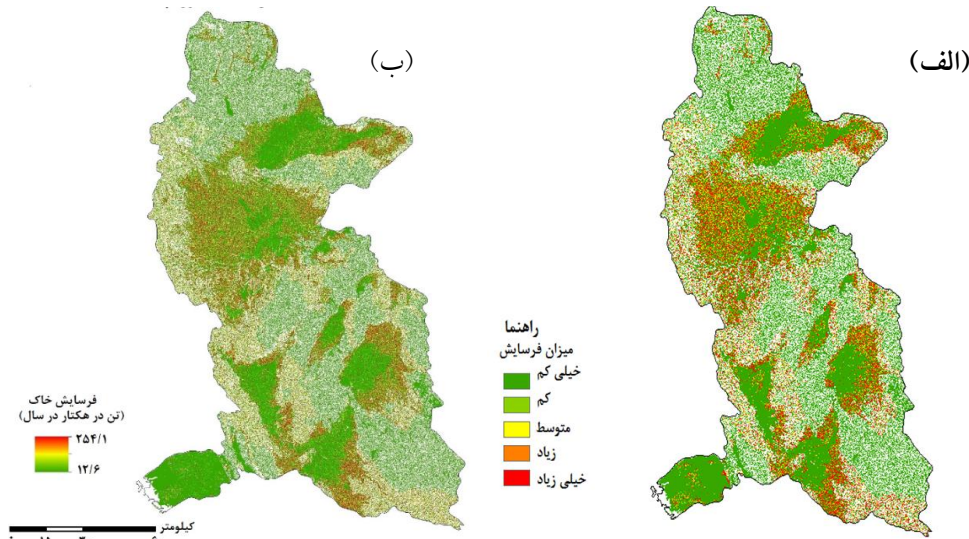 (الف)
(ب)
راهنما
میزان فرسایش
خیلی کم
کم
متوسط
زیاد
خیلی زیاد
فرسایش خاک
(تن در هکتار در سال)
۲۵۴/۱
۱۲/۶
کیلومتر